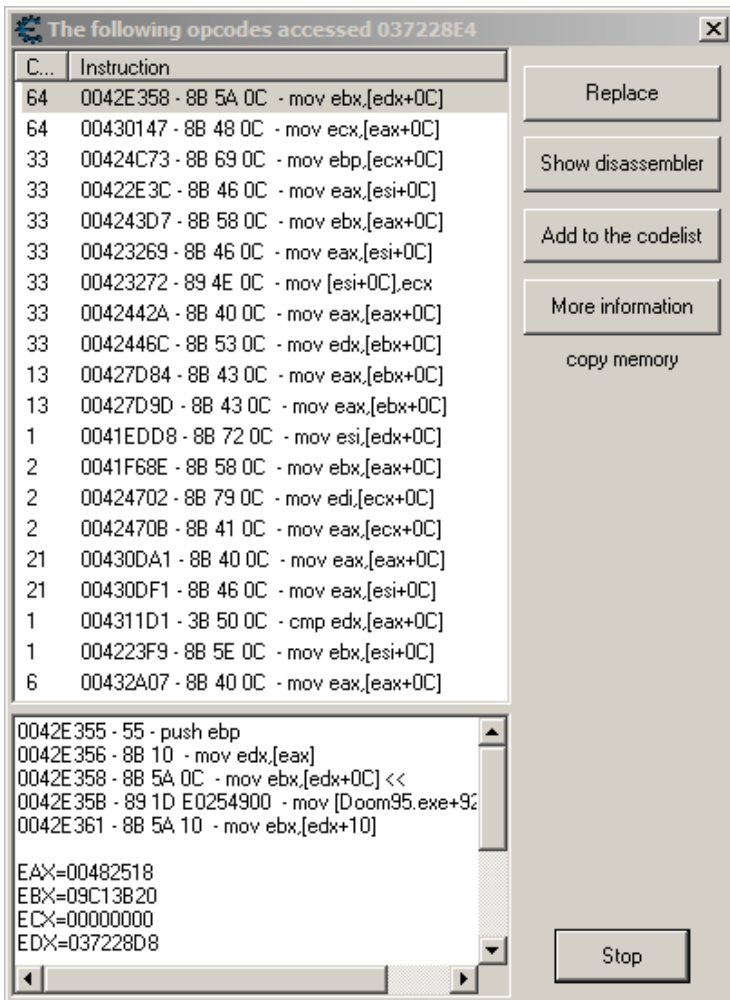 The following opcodes accessed 037228E4
C... Instruction
64 0042E358 - 8B 5A 0C - mov ebx,[edx+0C]
64 00430147 - 8B 48 0C - mov ecx,[eax+0C]
33 00424C73 - 8B 69 0C - mov ebp,[ecx+0C]
33 00422E3C - 8B 46 0C - mov eax,[esi+0C]
33 004243D7 - 8B 58 0C - mov ebx,[eax+0C]
33 00423269 - 8B 46 0C - mov eax,[esi+0C]
33 00423272 - 89 4E 0C - mov [esi+0C],ecx
33 0042442A - 8B 40 0C - mov eax,[eax+0C]
33 0042446C - 8B 53 0C - mov edx,[ebx+0C]
13 00427D84 - 8B 43 0C - mov eax,[ebx+0C]
13 00427D9D - 8B 43 0C - mov eax,[ebx+0C]
1 0041EDD8 - 8B 72 0C - mov esi,[edx+0C]
2 0041F68E - 8B 58 0C - mov ebx,[eax+0C]
2 00424702 - 8B 79 0C - mov edi,[ecx+0C]
2 0042470B - 8B 41 0C - mov eax,[ecx+0C]
21 00430DA1 - 8B 40 0C - mov eax,[eax+0C]
21 00430DF1 - 8B 46 0C - mov eax,[esi+0C]
1 004311D1 - 3B 50 0C - cmp edx,[eax+0C]
1 004223F9 - 8B 5E 0C - mov ebx,[esi+0C]
6 00432A07 - 8B 40 0C - mov eax,[eax+0C]
Replace
Show disassembler
Add to the codelist
More information
copy memory
0042E355 - 55 - push ebp
0042E356 - 8B 10 - mov edx,[eax]
0042E358 - 8B 5A 0C - mov ebx,[edx+0C] <<
0042E35B - 89 1D E0254900 - mov [Doom95.exe+92
0042E361 - 8B 5A 10 - mov ebx,[edx+10]
EAX=00482518
EBX=09C13B20
ECX=00000000
EDX=037228D8
Stop